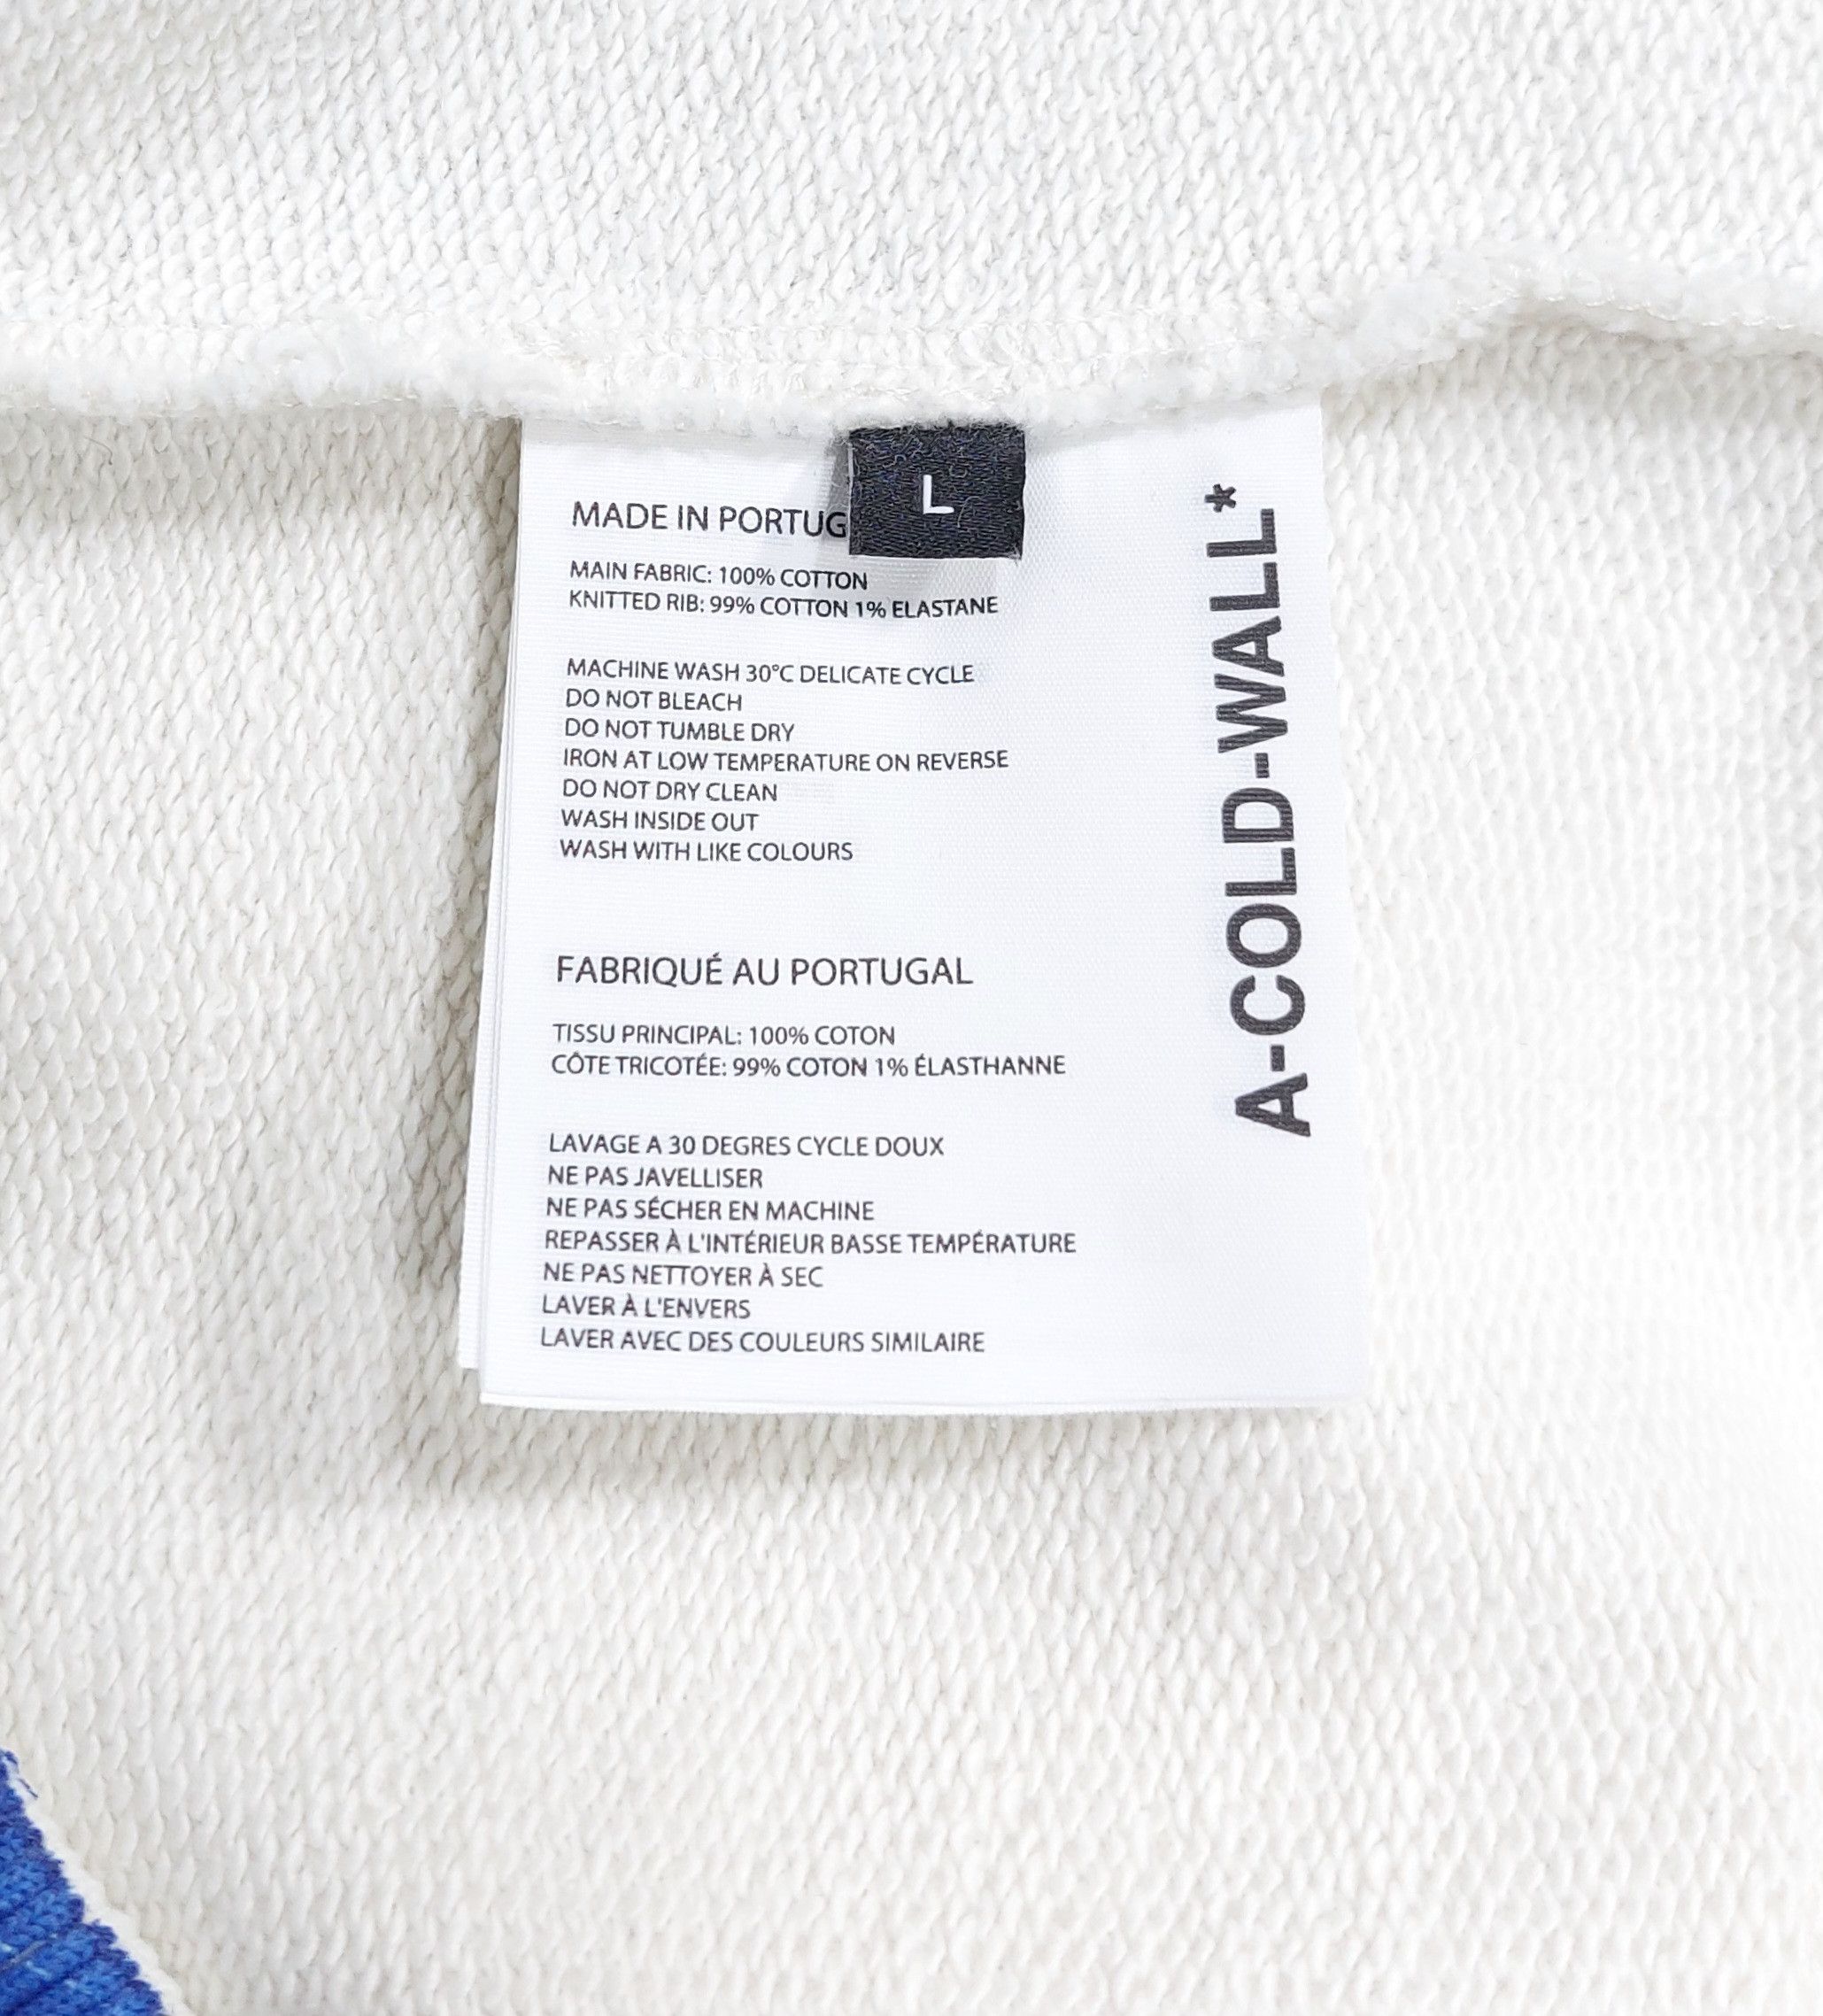 L
MADE IN PORTUG
MAIN FABRIC: 100% COTTON
KNITTED RIB: 99% COTTON 1% ELASTANE
MACHINE WASH 30°C DELICATE CYCLE
DO NOT BLEACH
DO NOT TUMBLE DRY
IRON AT LOW TEMPERATURE ON REVERSE
DO NOT DRY CLEAN
WASH INSIDE OUT
WASH WITH LIKE COLOURS
FABRIQUÉ AU PORTUGAL
TISSU PRINCIPAL: 100% COTON
CÔTE TRICOTÉE: 99% COTON 1% ÉLASTHANNE
LAVAGE A 30 DEGRES CYCLE DOUX
NE PAS JAVELLISER
NE PAS SÉCHER EN MACHINE
REPASSER À L'INTÉRIEUR BASSE TEMPÉRATURE
NE PAS NETTOYER À SEC
LAVER À L'ENVERS
LAVER AVEC DES COULEURS SIMILAIRE
A-COLD-WALL*